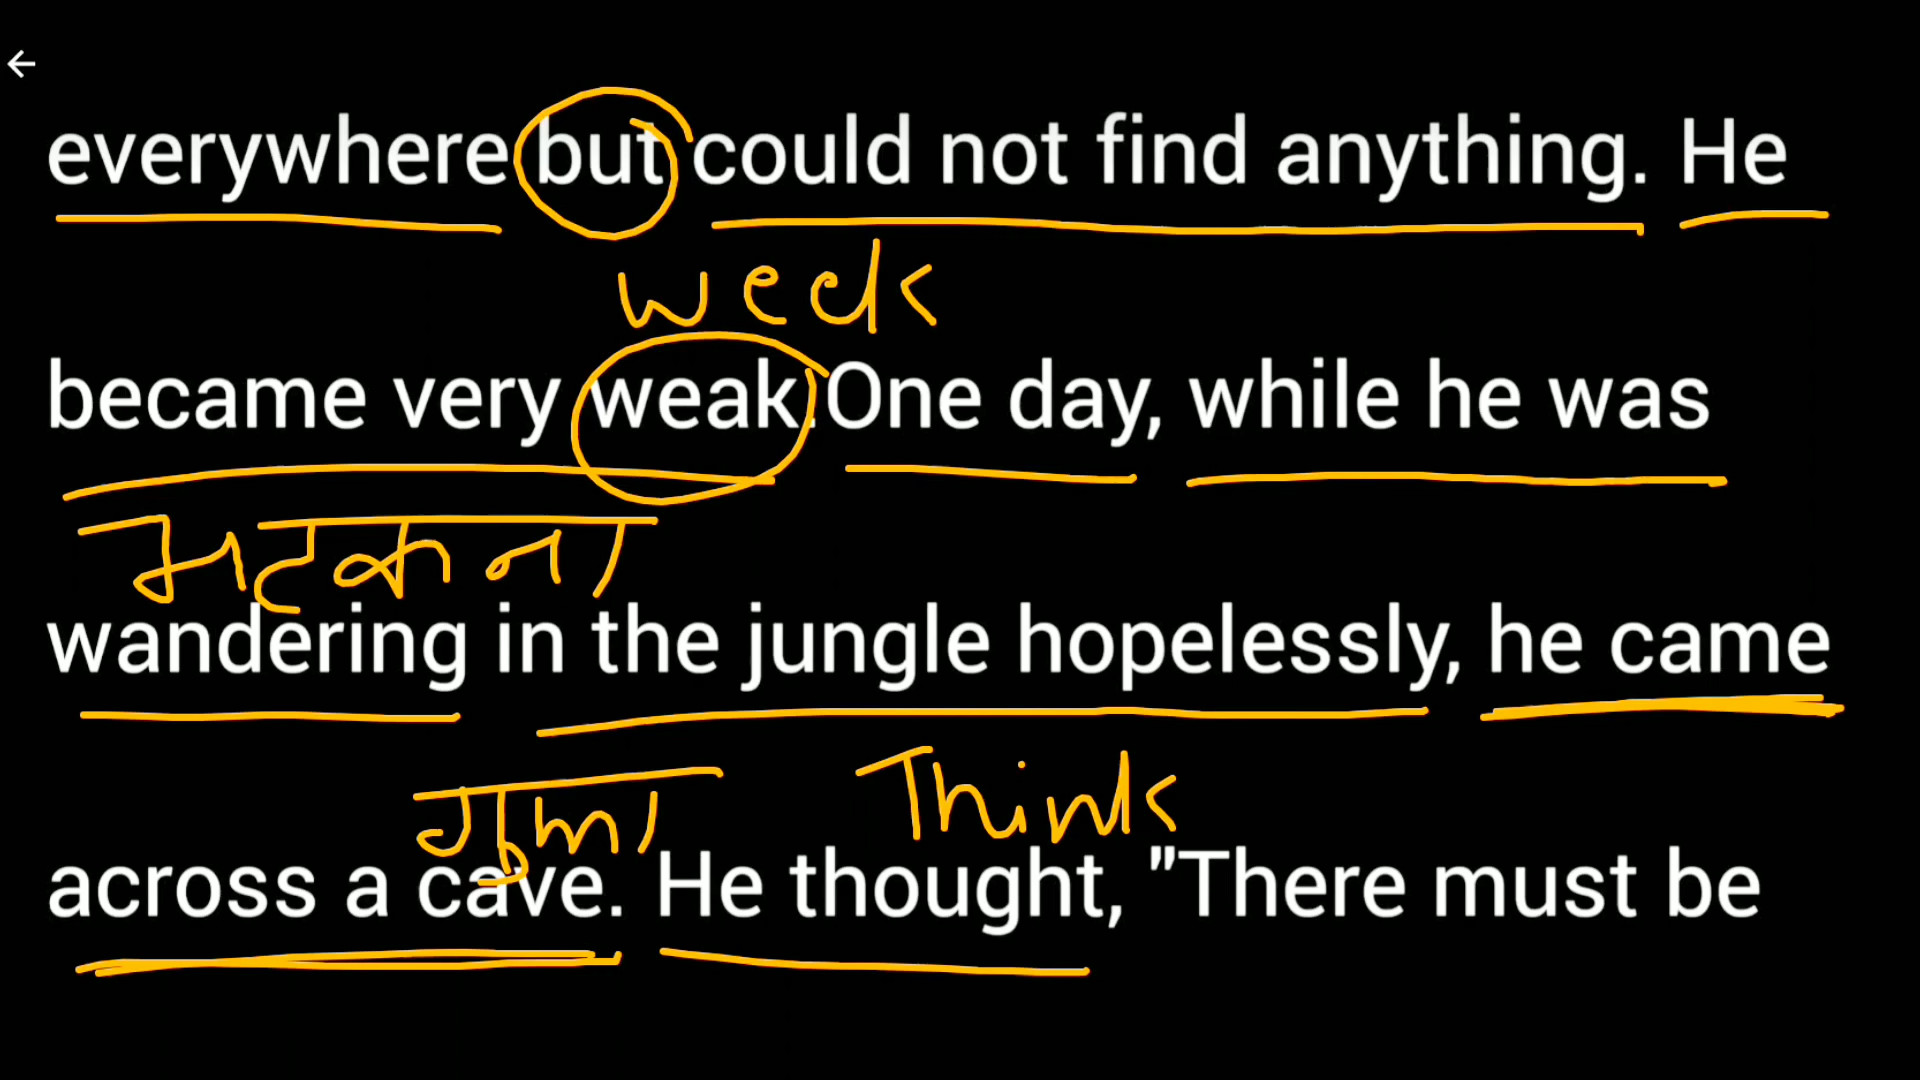 everywhere but could not find anything. He
week
became very weak. One day, while he was
भटकना
wandering in the jungle hopelessly, he came
गुफा Think
across a cave. He thought, "There must be